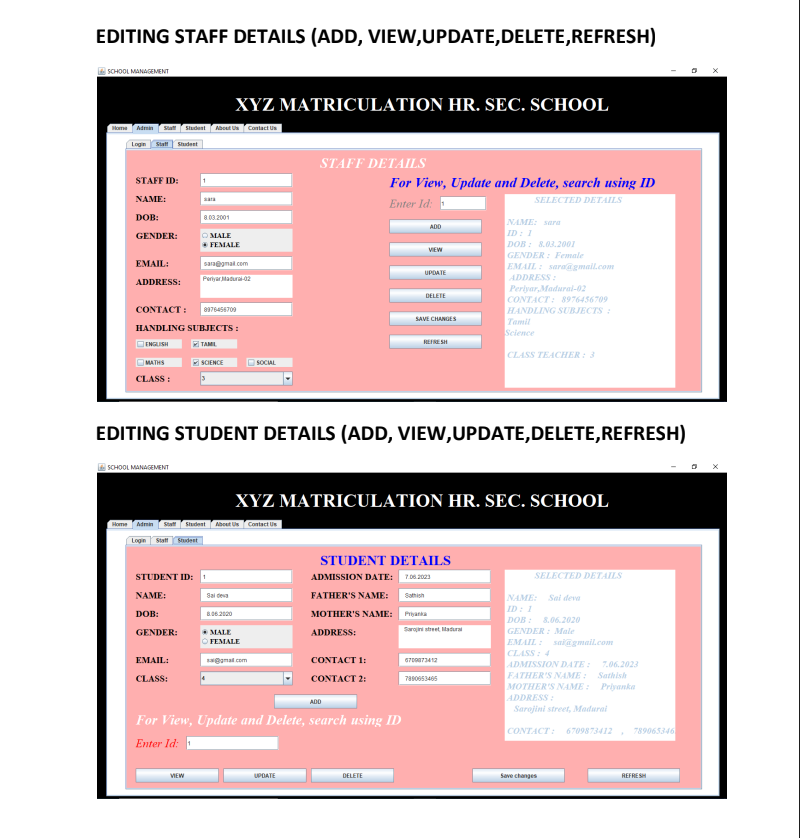 EDITING STAFF DETAILS (ADD, VIEW,UPDATE,DELETE,REFRESH)
SCHOOL MANAGEMENT
XYZ MATRICULATION HR. SEC. SCHOOL
Home Admin Staff Student About Us Contact Us
Login Staff Student
STAFF DETAILS
STAFF ID: 1
NAME: sara
DOB: 8.03.2001
GENDER: MALE
FEMALE
EMAIL: sara@gmail.com
ADDRESS: Periyar,Madurai-02
CONTACT : 8976456709
HANDLING SUBJECTS :
ENGLISH TAMIL
MATHS SCIENCE SOCIAL
CLASS : 3
For View, Update and Delete, search using ID
Enter Id: 1
ADD
VIEW
UPDATE
DELETE
SAVE CHANGES
REFRESH
SELECTED DETAILS
NAME: sara
ID : 1
DOB : 8.03.2001
GENDER : Female
EMAIL : sara@gmail.com
ADDRESS :
Periyar,Madurai-02
CONTACT : 8976456709
HANDLING SUBJECTS :
Tamil
Science
CLASS TEACHER : 3
EDITING STUDENT DETAILS (ADD, VIEW,UPDATE,DELETE,REFRESH)
SCHOOL MANAGEMENT
XYZ MATRICULATION HR. SEC. SCHOOL
Home Admin Staff Student About Us Contact Us
Login Staff Student
STUDENT DETAILS
STUDENT ID: 1
NAME: Sai deva
DOB: 8.06.2020
GENDER: MALE
FEMALE
EMAIL: sai@gmail.com
CLASS: 4
ADMISSION DATE: 7.06.2023
FATHER'S NAME: Sathish
MOTHER'S NAME: Priyanka
ADDRESS: Sarojini street, Madurai
CONTACT 1: 6709873412
CONTACT 2: 7890653465
ADD
For View, Update and Delete, search using ID
Enter Id: 1
VIEW UPDATE DELETE Save changes REFRESH
SELECTED DETAILS
NAME: Sai deva
ID : 1
DOB : 8.06.2020
GENDER : Male
EMAIL : sai@gmail.com
CLASS : 4
ADMISSION DATE : 7.06.2023
FATHER'S NAME : Sathish
MOTHER'S NAME : Priyanka
ADDRESS :
Sarojini street, Madurai
CONTACT : 6709873412 , 789065346